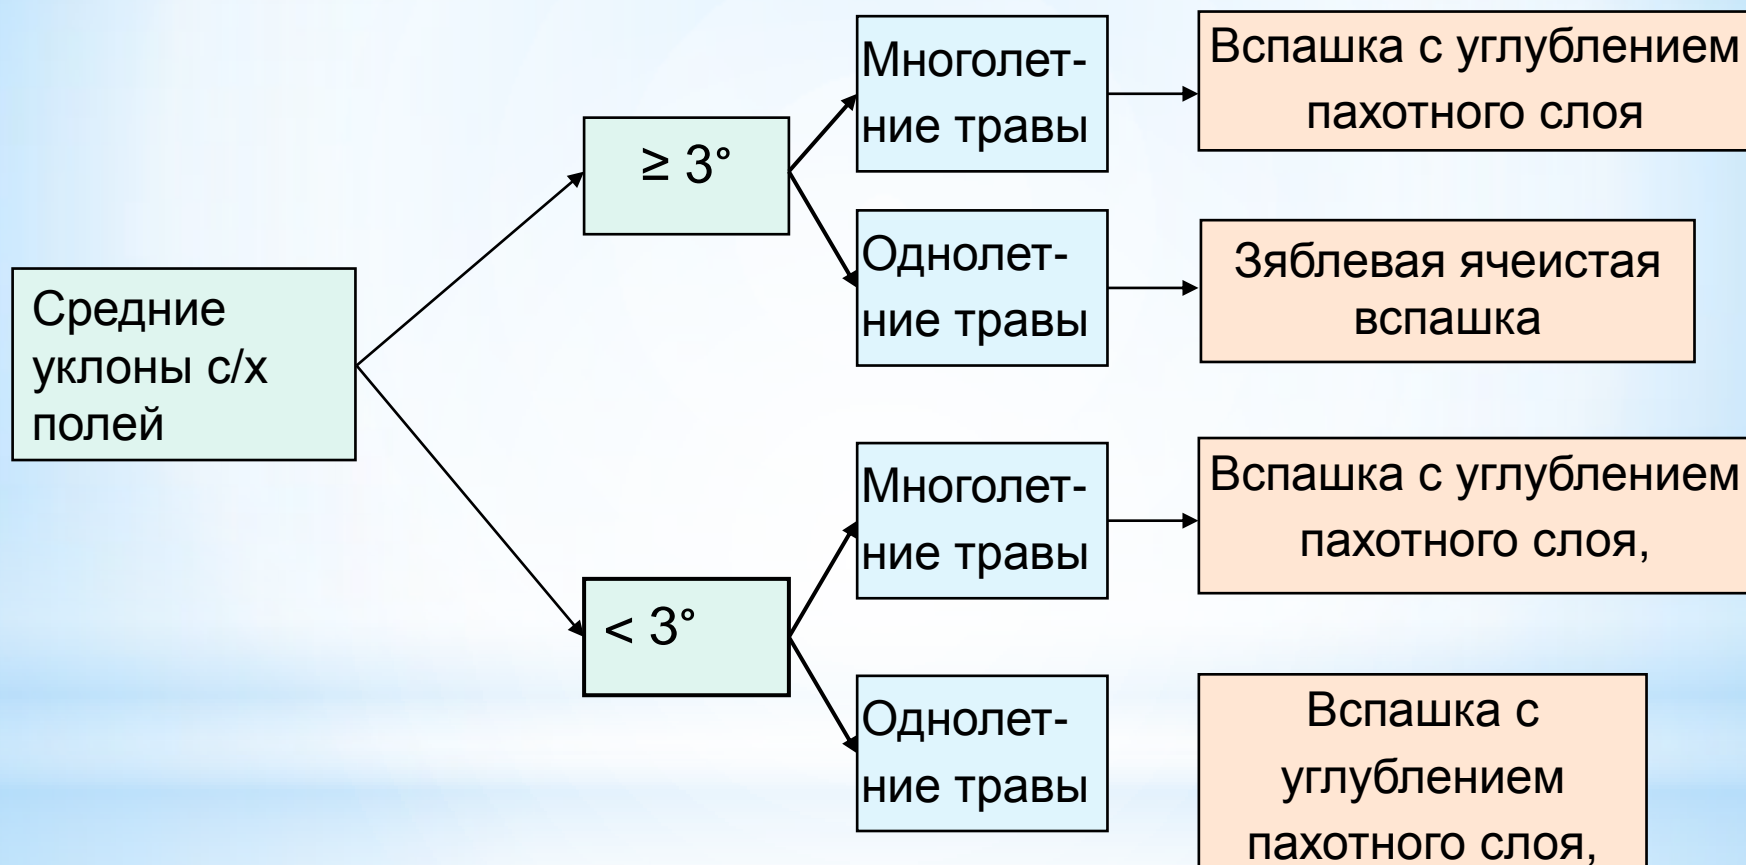 Средние
уклоны с/х
полей
≥ 3°
Многолет-
ние травы
Вспашка с углублением
пахотного слоя
Однолет-
ние травы
Зяблевая ячеистая
вспашка
< 3°
Многолет-
ние травы
Вспашка с углублением
пахотного слоя,
Однолет-
ние травы
Вспашка с
углублением
пахотного слоя,